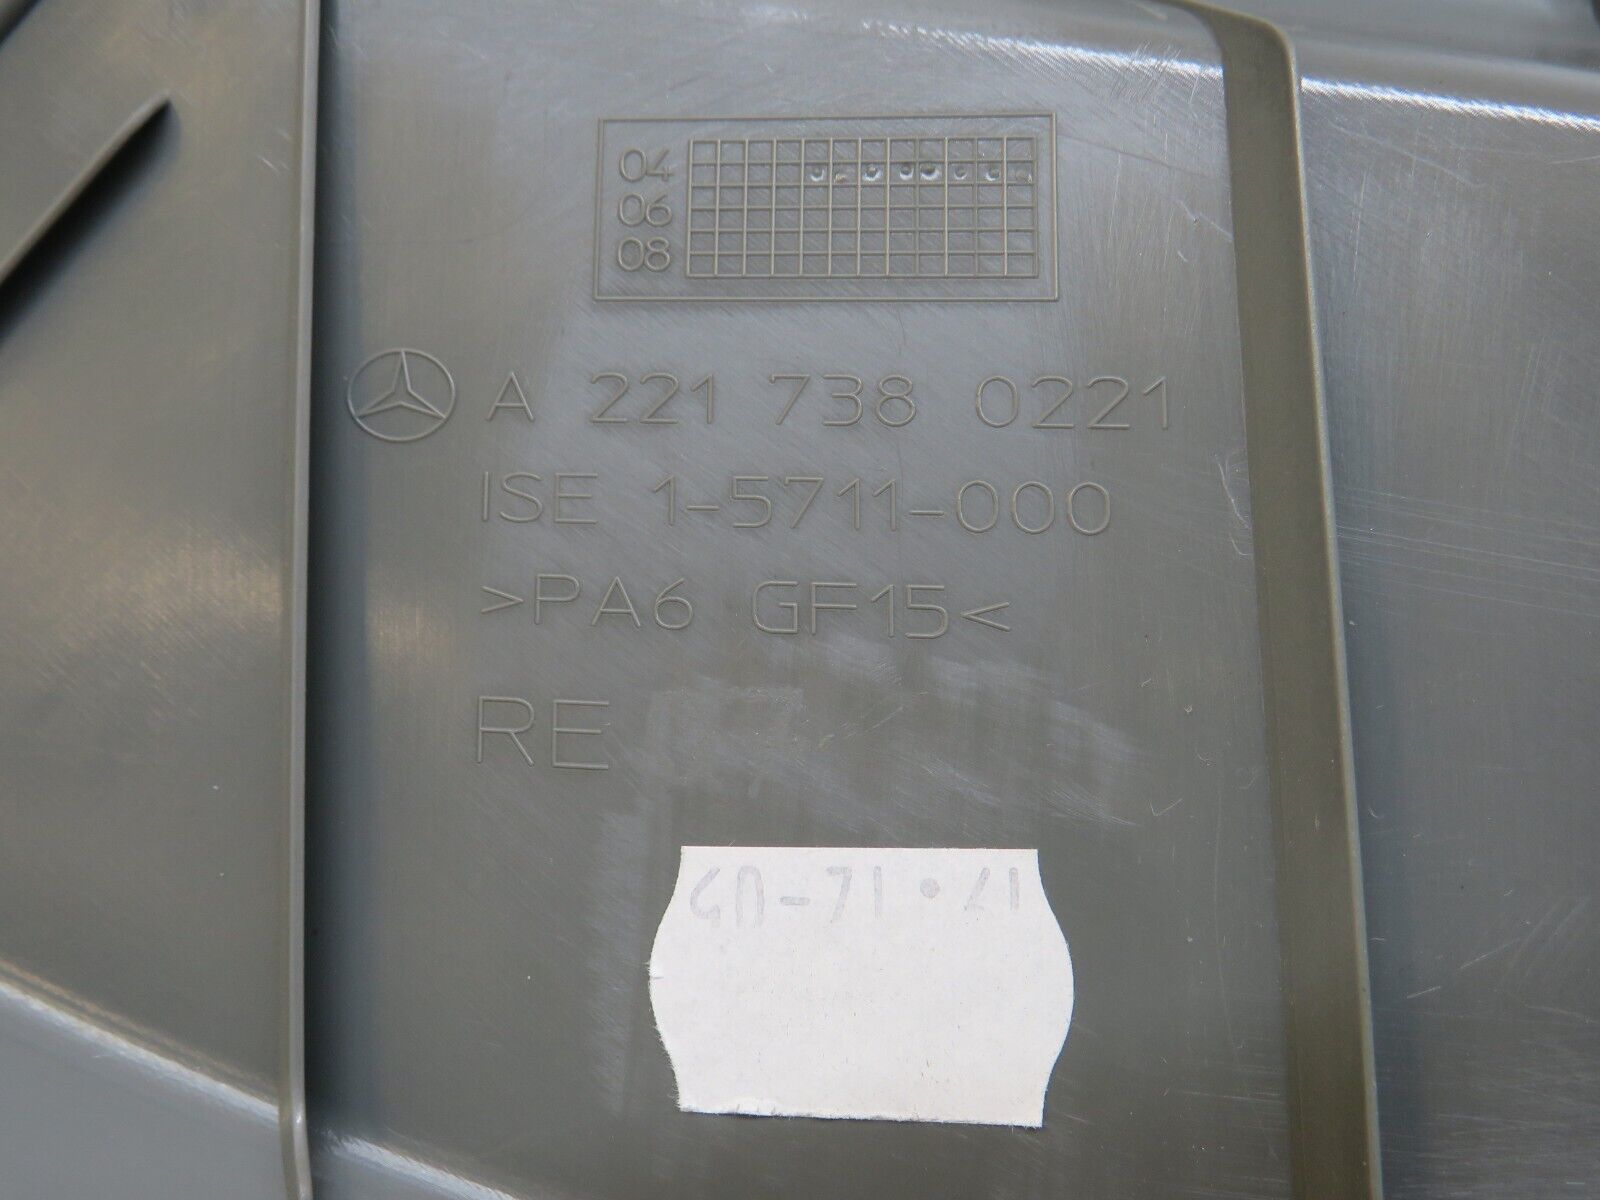 04
06
08
A 221 738 0221
ISE 1-5711-000
>PA6 GF15<
RE